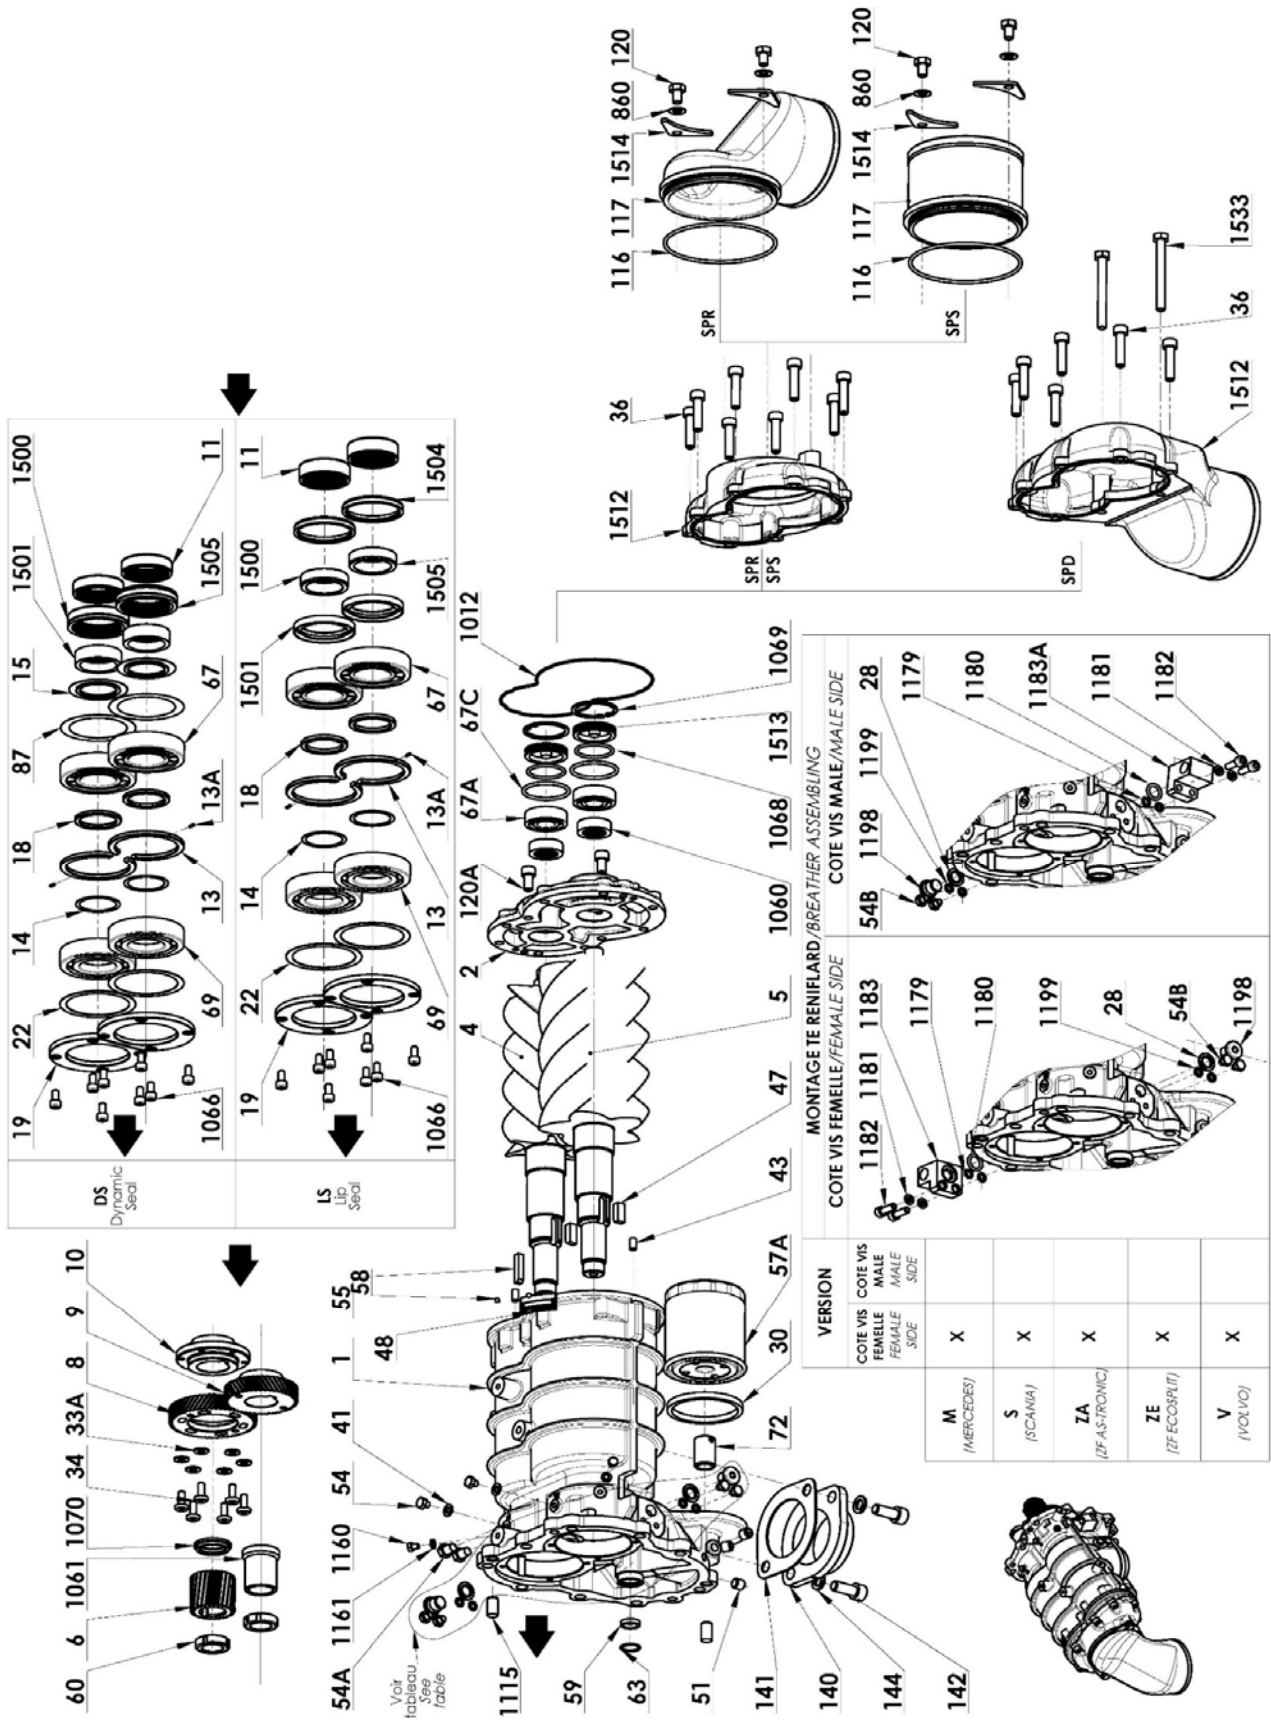 60
6
1061
1070
34
33A
8
9
10
DS
Dynamic
Seal
19
22
14
18
87
15
1501
1500
1066
69
13
13A
67
1505
11
LS
Lip
Seal
19
22
14
18
1501
1500
11
1066
69
13
13A
67
1505
1504
54A
1161
1160
54
41
1
48
55
58
Voir
tableau
See
table
1115
59
63
51
141
140
144
142
72
30
57A
43
47
5
4
2
120A
67A
67C
1012
1060
1068
1513
1069
SPR
SPS
SPD
1512
36
SPR
SPS
116
117
1514
860
120
116
117
1514
860
120
1512
36
1533
MONTAGE TE RENIFLARD/BREATHER ASSEMBLING
VERSION
COTE VIS FEMELLE/FEMALE SIDE
COTE VIS MALE/MALE SIDE
COTE VIS
FEMELLE
FEMALE
SIDE
COTE VIS
MALE
MALE
SIDE
M
(MERCEDES)
X
S
(SCANIA)
X
ZA
(ZF AS-TRONIC)
X
ZE
(ZF ECOSPLIT)
X
V
(VOLVO)
X
1182
1181
1183
1179
1180
1199
28
54B
1198
54B
1198
1199
28
1179
1180
1183A
1181
1182